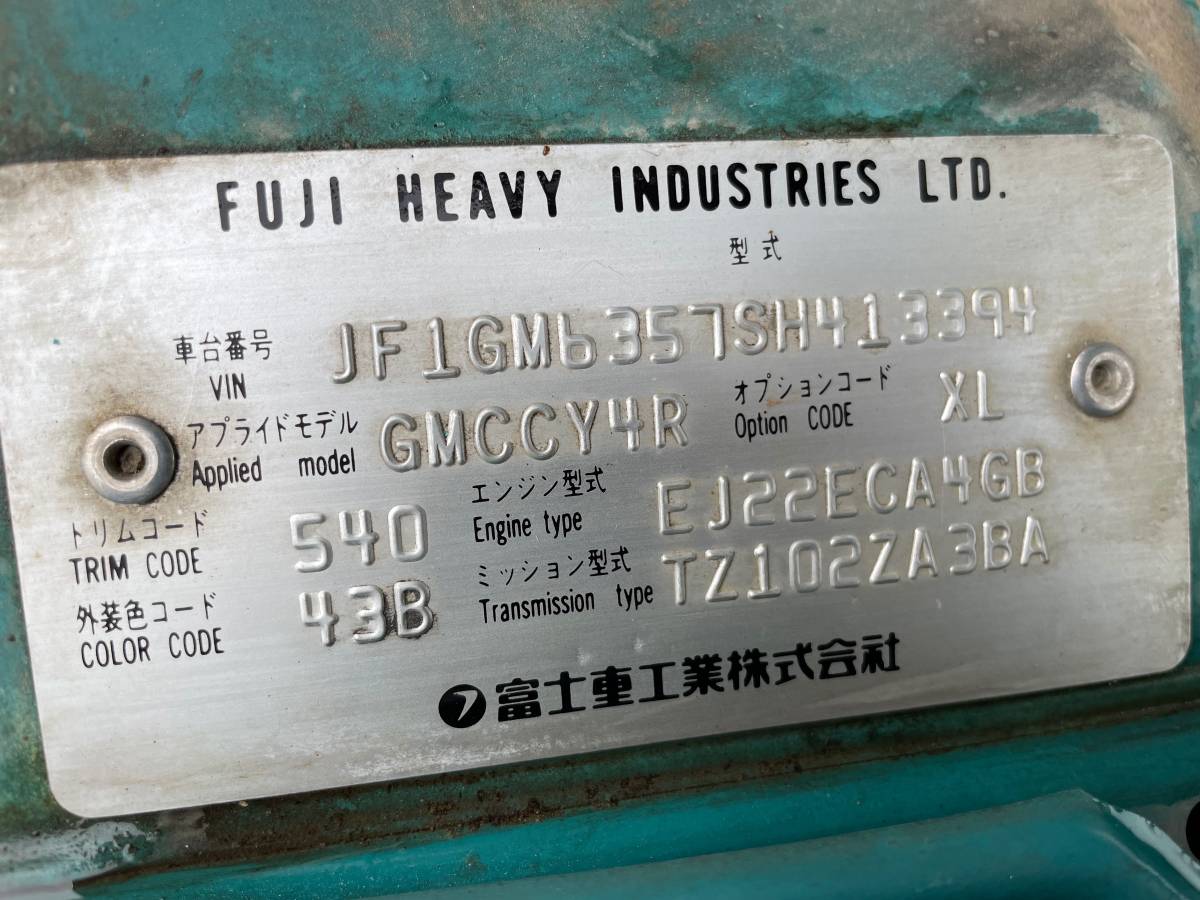 FUJI HEAVY INDUSTRIES LTD.
型式
車台番号 JF1GM6357SH413394
VIN
アプライドモデル GMCCY4R オプションコード XL
Applied model Option CODE
トリムコード 540 エンジン型式 EJ22ECA4GB
TRIM CODE Engine type
外装色コード 43B ミッション型式 TZ102ZA3BA
COLOR CODE Transmission type
フ 富士重工業株式会社